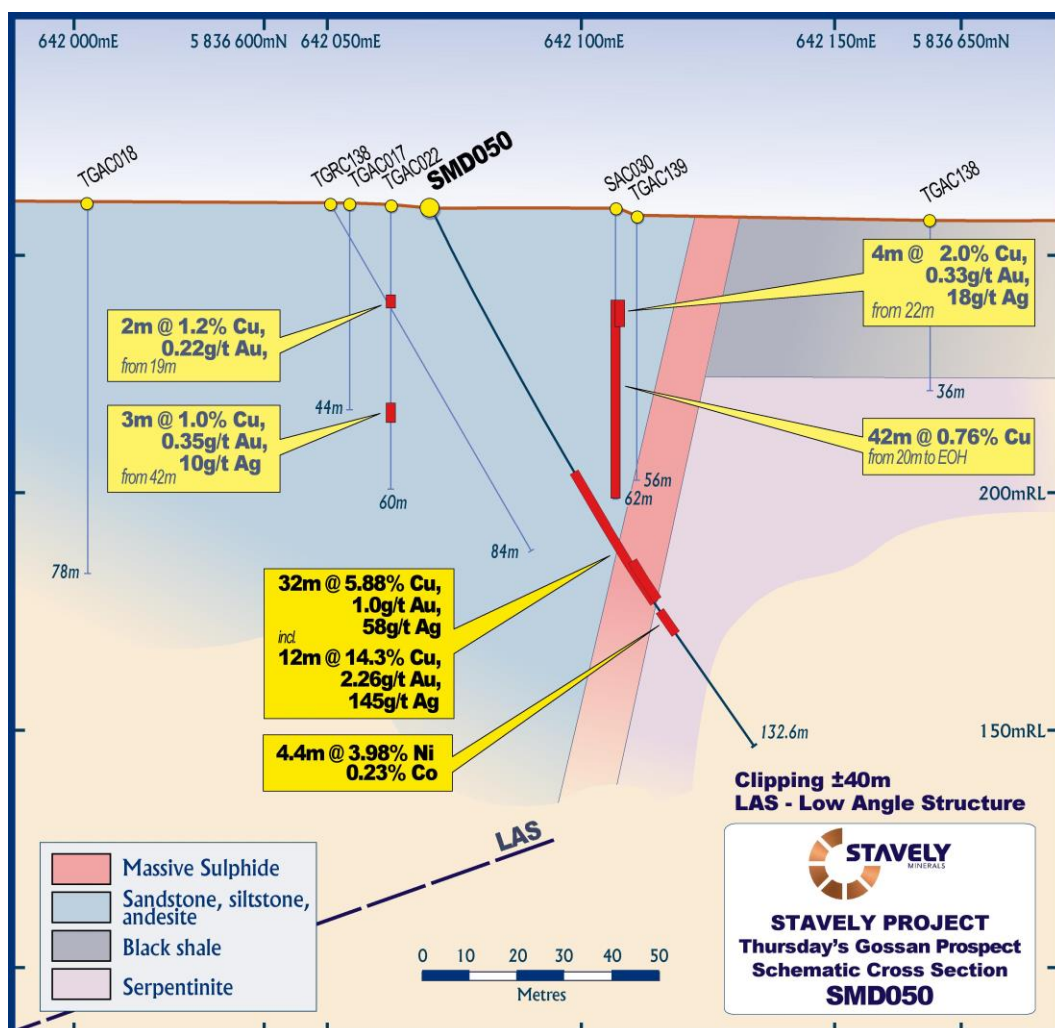 642 000mE
5 836 600mN
642 050mE
642 100mE
642 150mE
5 836 650mN
TGAC018
TGRC138
TGAC017
TGAC022
SMD050
SAC030
TGAC139
TGAC138
4m @ 2.0% Cu,
0.33g/t Au,
18g/t Ag
from 22m
2m @ 1.2% Cu,
0.22g/t Au,
from 19m
36m
44m
3m @ 1.0% Cu,
0.35g/t Au,
10g/t Ag
from 42m
42m @ 0.76% Cu
from 20m to EOH
56m
62m
60m
200mRL
84m
78m
32m @ 5.88% Cu,
1.0g/t Au,
58g/t Ag
incl.
12m @ 14.3% Cu,
2.26g/t Au,
145g/t Ag
132.6m
150mRL
4.4m @ 3.98% Ni
0.23% Co
Clipping ±40m
LAS - Low Angle Structure
LAS
Massive Sulphide
Sandstone, siltstone,
andesite
Black shale
Serpentinite
0 10 20 30 40 50
Metres
STAVELY
MINERALS
STAVELY PROJECT
Thursday's Gossan Prospect
Schematic Cross Section
SMD050